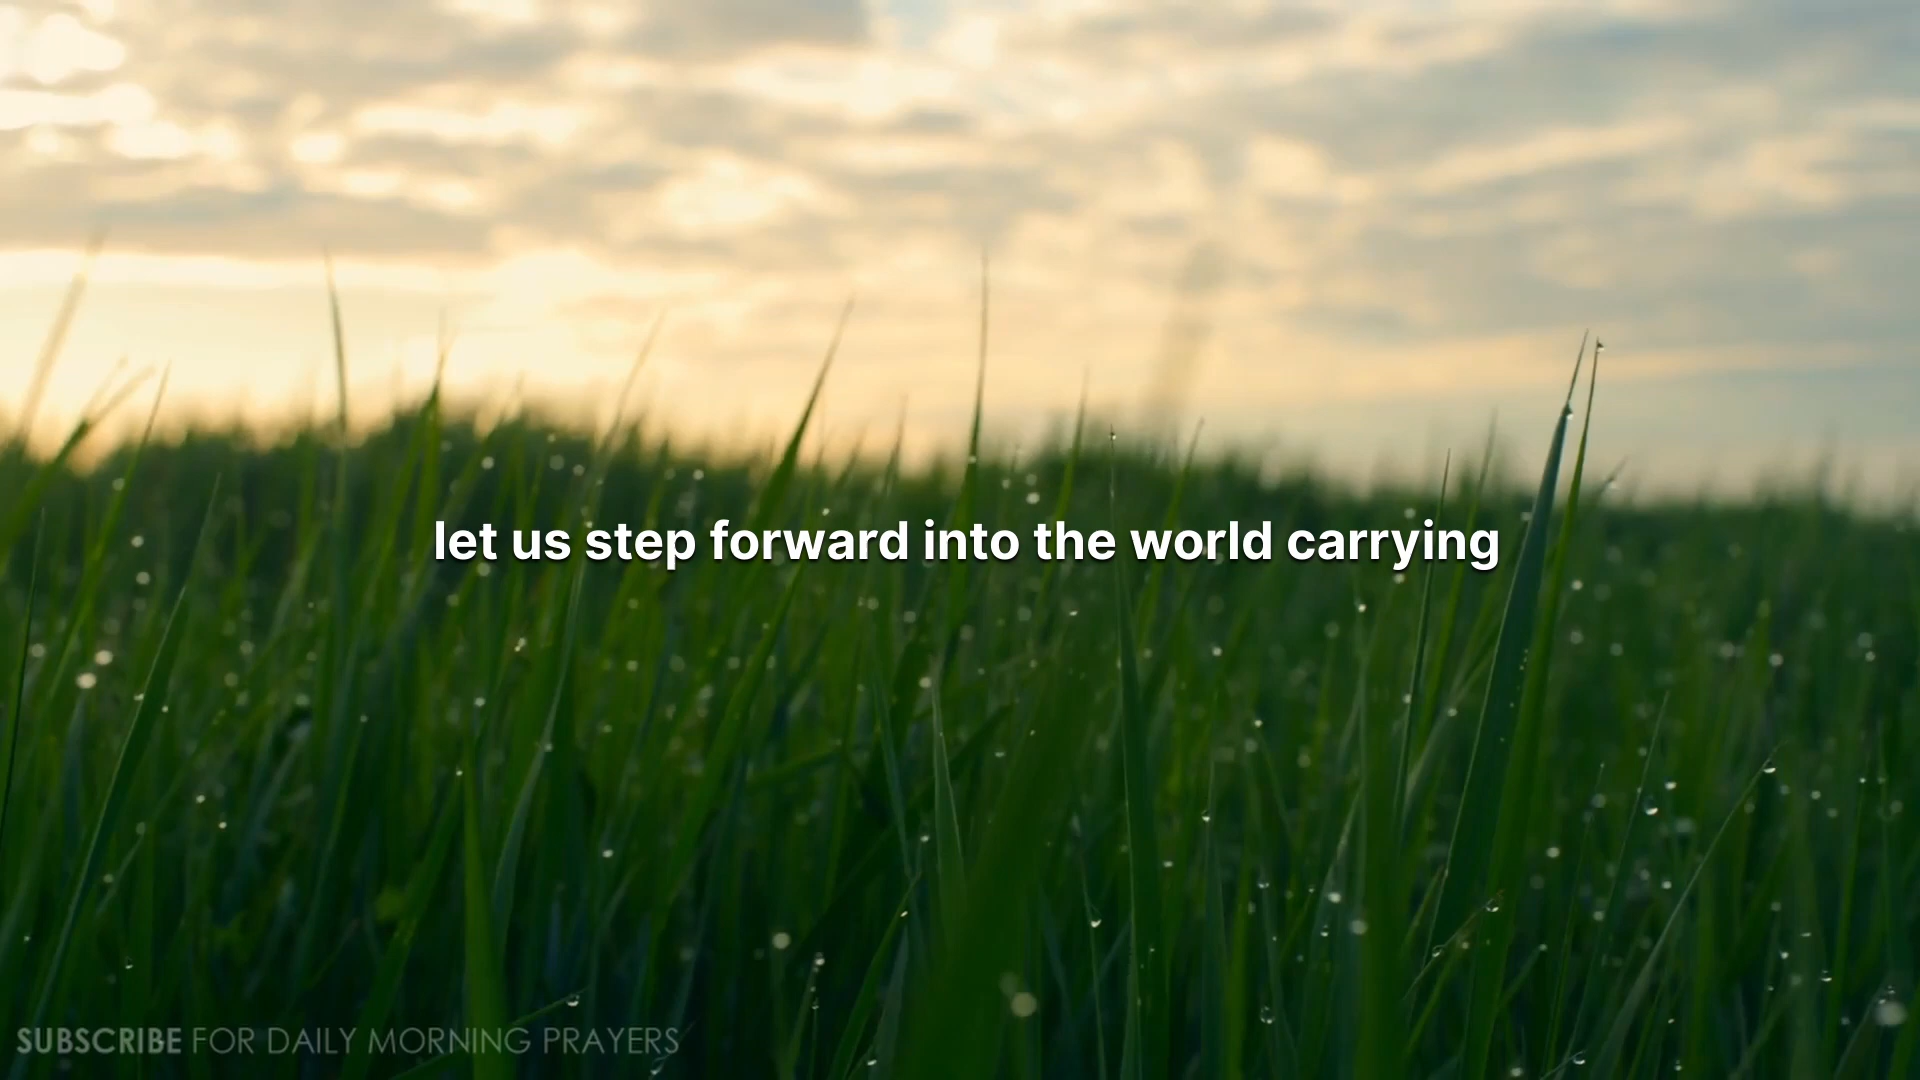 let us step forward into the world carrying
SUBSCRIBE FOR DAILY MORNING PRAYERS